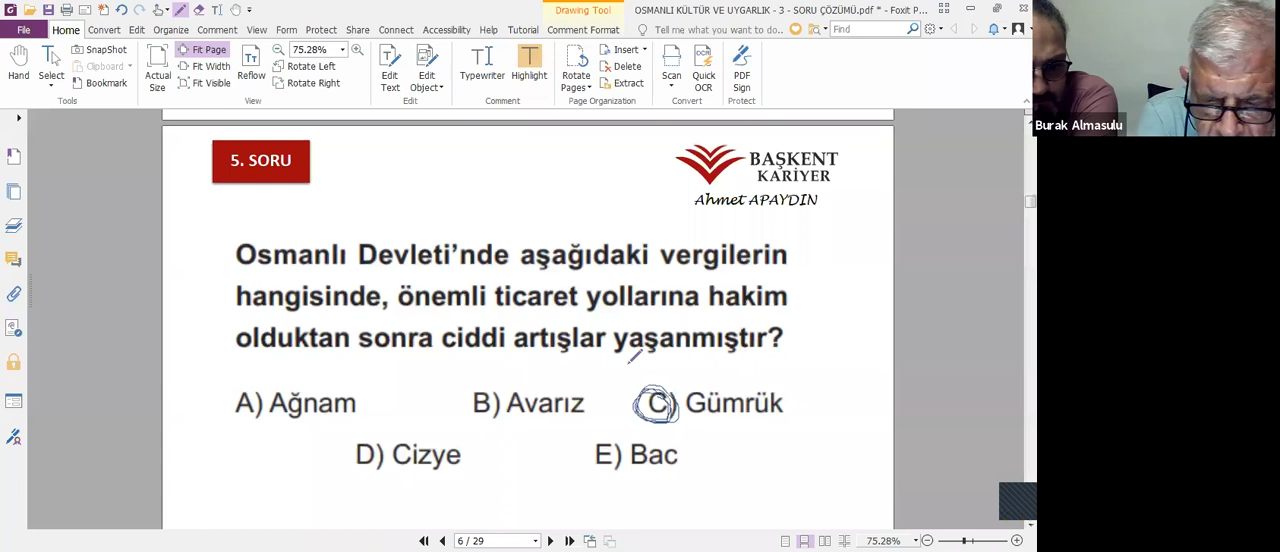 Drawing Tool
OSMANLI KÜLTÜR VE UYGARLIK - 3 - SORU ÇÖZÜMÜ.pdf * - Foxit P...
File Home Convert Edit Organize Comment View Form Protect Share Connect Accessibility Help Tutorial Comment Format Tell me what you want to do.. Find
Hand Select SnapShot Clipboard Bookmark
Actual Size Fit Page Fit Width Fit Visible Reflow 75.28% Rotate Left Rotate Right
Edit Text Edit Object Typewriter Highlight Rotate Pages Insert Delete Extract Scan Quick OCR PDF Sign
Tools View Edit Comment Page Organization Convert Protect
Burak Almasulu
5. SORU
BAŞKENT
KARİYER
Ahmet APAYDIN
Osmanlı Devleti’nde aşağıdaki vergilerin
hangisinde, önemli ticaret yollarına hakim
olduktan sonra ciddi artışlar yaşanmıştır?
A) Ağnam B) Avarız C) Gümrük
D) Cizye E) Bac
6 / 29 75.28%